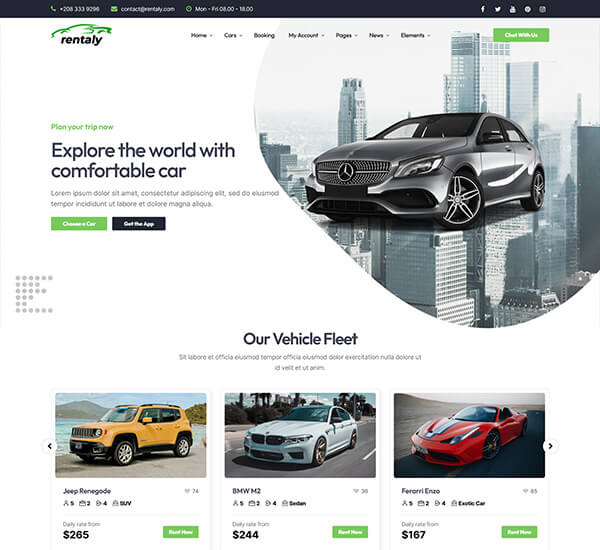 +208 333 9296 contact@rentaly.com Mon - Fri 08.00 - 18.00
rentaly
Home Cars Booking My Account Pages News Elements
Chat With Us
Plan your trip now
Explore the world with
comfortable car
Lorem ipsum dolor sit amet, consectetur adipiscing elit, sed do eiusmod
tempor incididunt ut labore et dolore magna aliqua.
Choose a Car Get the App
Our Vehicle Fleet
Sit labore et officia eiusmod tempor officia eiusmod dolor exercitation nulla dolore ut
id velit et ut anim.
Jeep Renegade 74
5 2 4 SUV
Daily rate from
$265
Rent Now
BMW M2 36
5 2 4 Sedan
Daily rate from
$244
Rent Now
Ferarri Enzo 85
5 2 4 Exotic Car
Daily rate from
$167
Rent Now